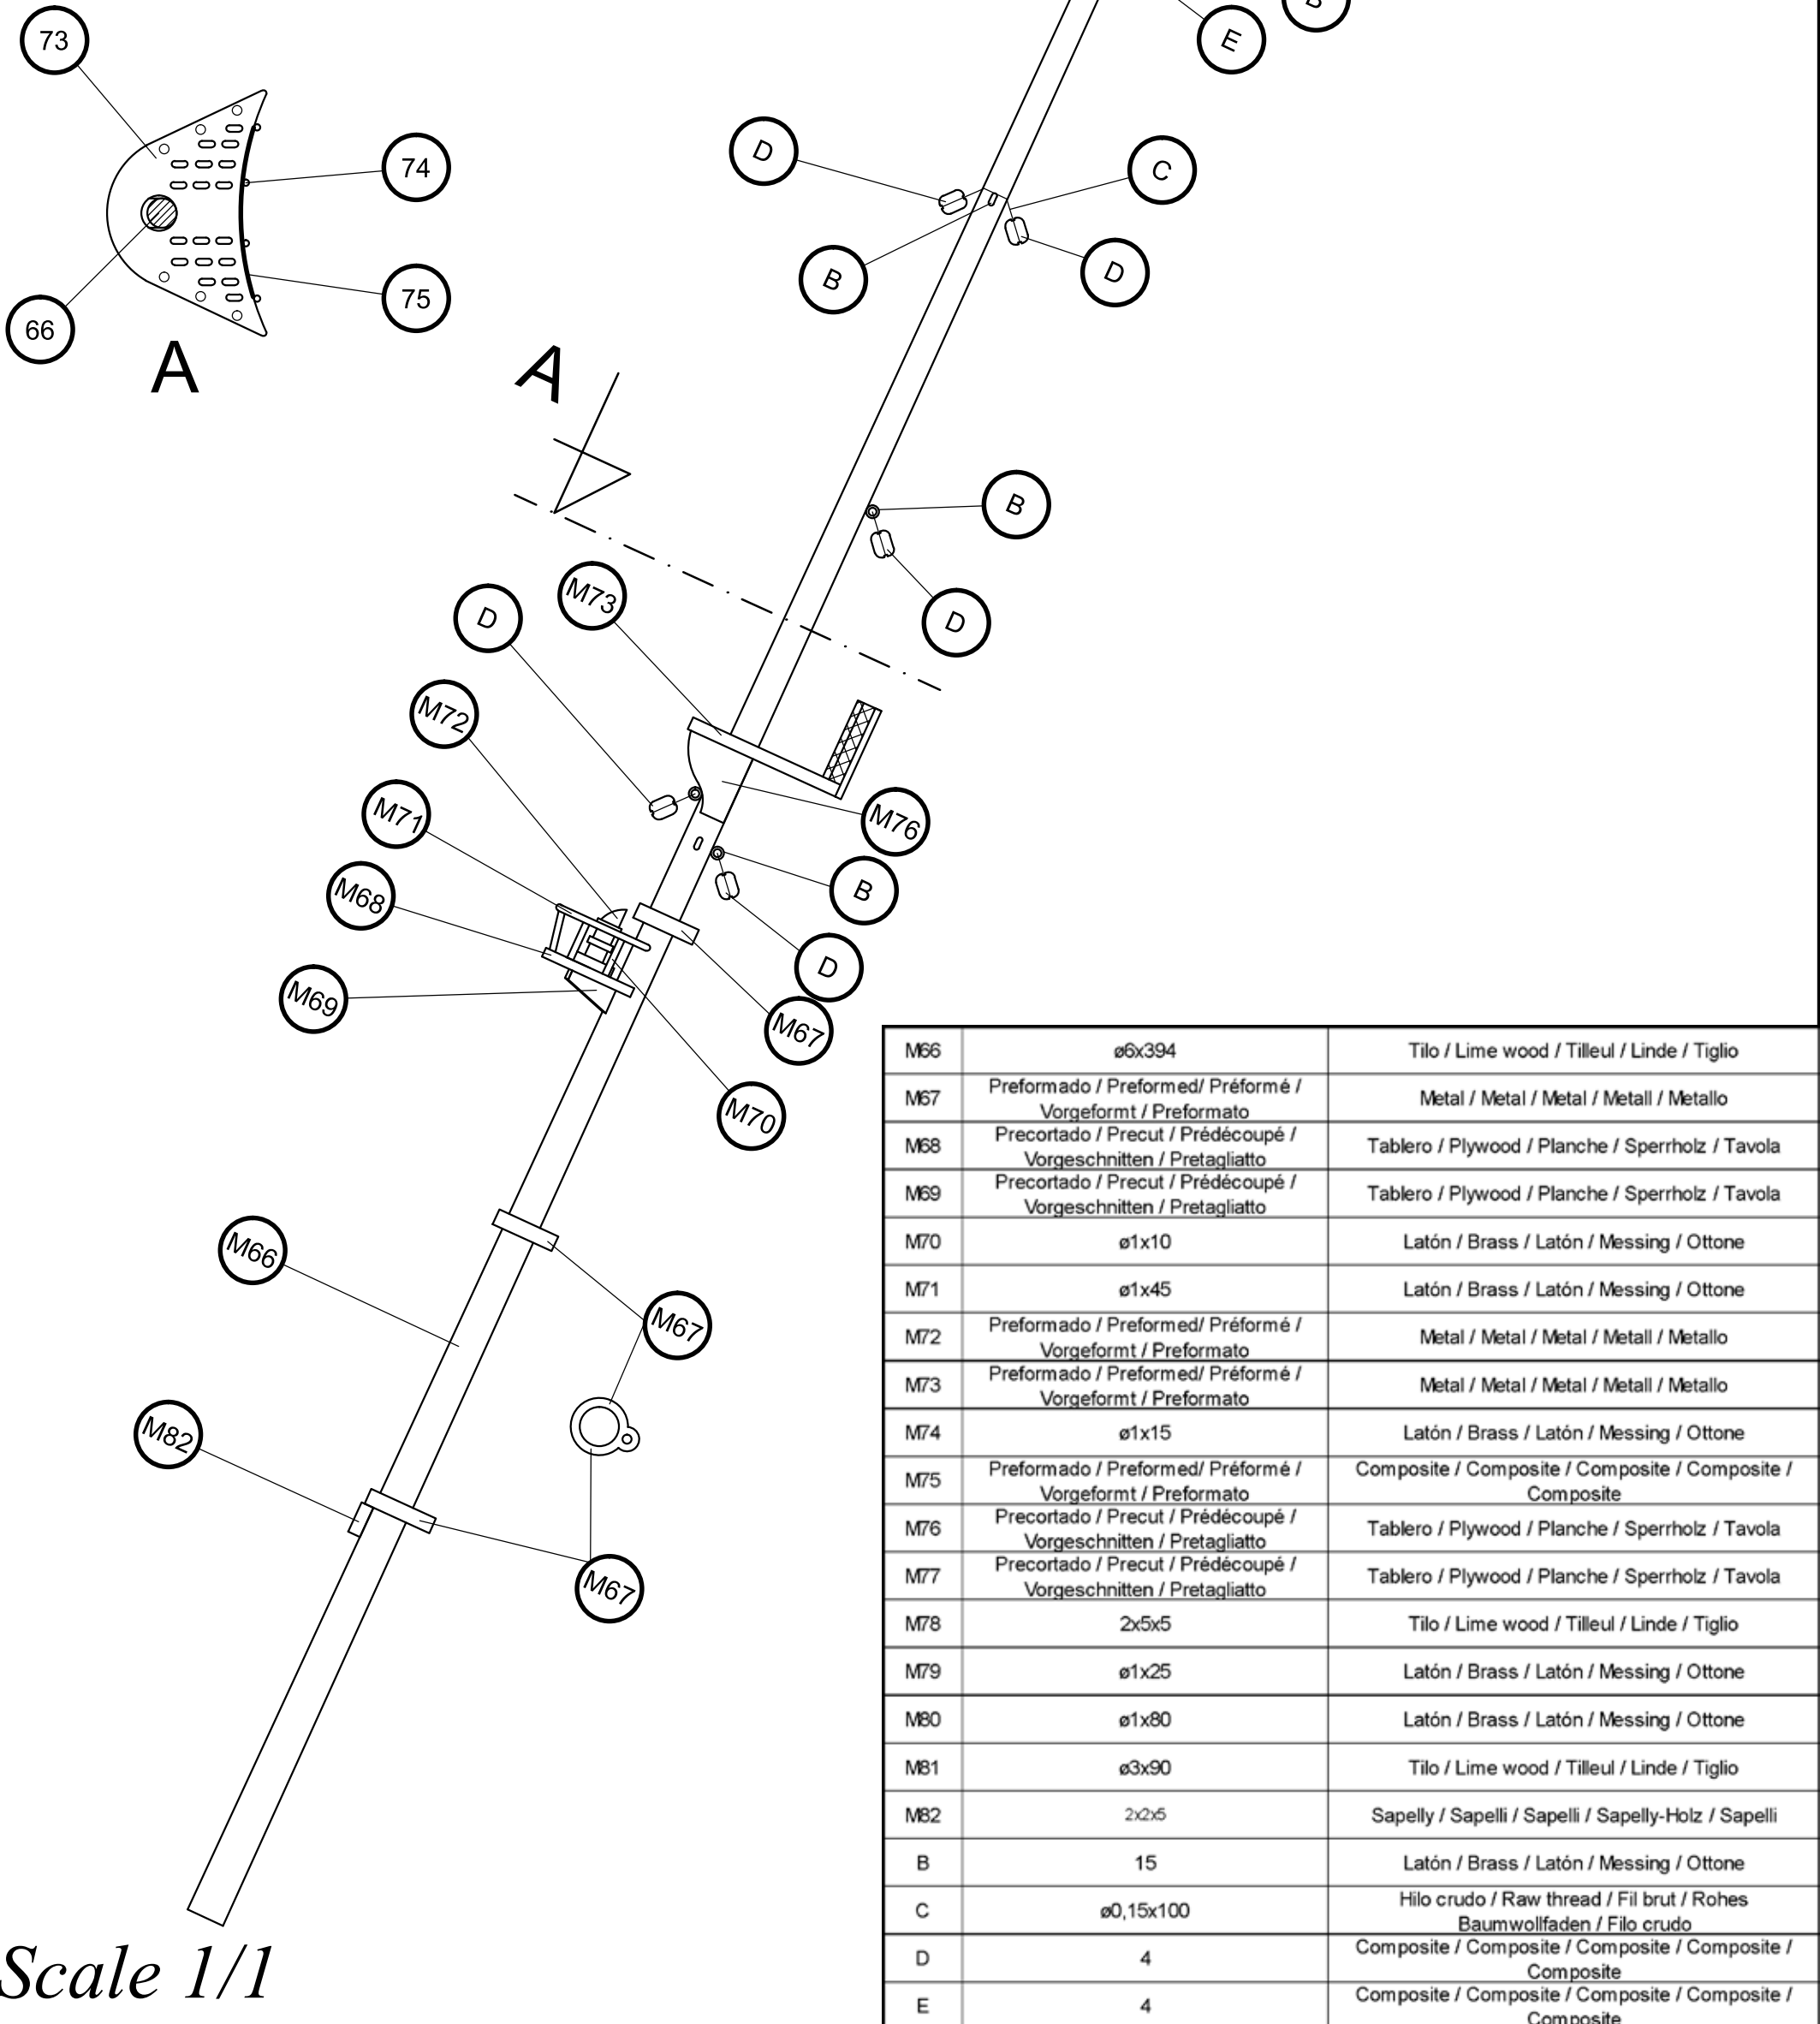 73
E
B
D
C
74
B
D
66
75
A
A
B
M73
D
D
M72
M71
M76
M68
B
D
M69
M67
M70
M66
M67
M82
M67
M66 ø6x394 Tilo / Lime wood / Tilleul / Linde / Tiglio
M67 Preformado / Preformed/ Préformé /
Vorgeformt / Preformato
Metal / Metal / Metal / Metall / Metallo
M68 Precortado / Precut / Prédécoupé /
Vorgeschnitten / Pretagliatto
Tablero / Plywood / Planche / Sperrholz / Tavola
M69 Precortado / Precut / Prédécoupé /
Vorgeschnitten / Pretagliatto
Tablero / Plywood / Planche / Sperrholz / Tavola
M70 ø1x10 Latón / Brass / Latón / Messing / Ottone
M71 ø1x45 Latón / Brass / Latón / Messing / Ottone
M72 Preformado / Preformed/ Préformé /
Vorgeformt / Preformato
Metal / Metal / Metal / Metall / Metallo
M73 Preformado / Preformed/ Préformé /
Vorgeformt / Preformato
Metal / Metal / Metal / Metall / Metallo
M74 ø1x15 Latón / Brass / Latón / Messing / Ottone
M75 Preformado / Preformed/ Préformé /
Vorgeformt / Preformato
Composite / Composite / Composite / Composite /
Composite
M76 Precortado / Precut / Prédécoupé /
Vorgeschnitten / Pretagliatto
Tablero / Plywood / Planche / Sperrholz / Tavola
M77 Precortado / Precut / Prédécoupé /
Vorgeschnitten / Pretagliatto
Tablero / Plywood / Planche / Sperrholz / Tavola
M78 2x5x5 Tilo / Lime wood / Tilleul / Linde / Tiglio
M79 ø1x25 Latón / Brass / Latón / Messing / Ottone
M80 ø1x80 Latón / Brass / Latón / Messing / Ottone
M81 ø3x90 Tilo / Lime wood / Tilleul / Linde / Tiglio
M82 2x2x5 Sapelly / Sapelli / Sapelli / Sapelly-Holz / Sapelli
B 15 Latón / Brass / Latón / Messing / Ottone
C ø0,15x100 Hilo crudo / Raw thread / Fil brut / Rohes
Baumwollfaden / Filo crudo
D 4 Composite / Composite / Composite / Composite /
Composite
E 4 Composite / Composite / Composite / Composite /
Composite
Scale 1/1